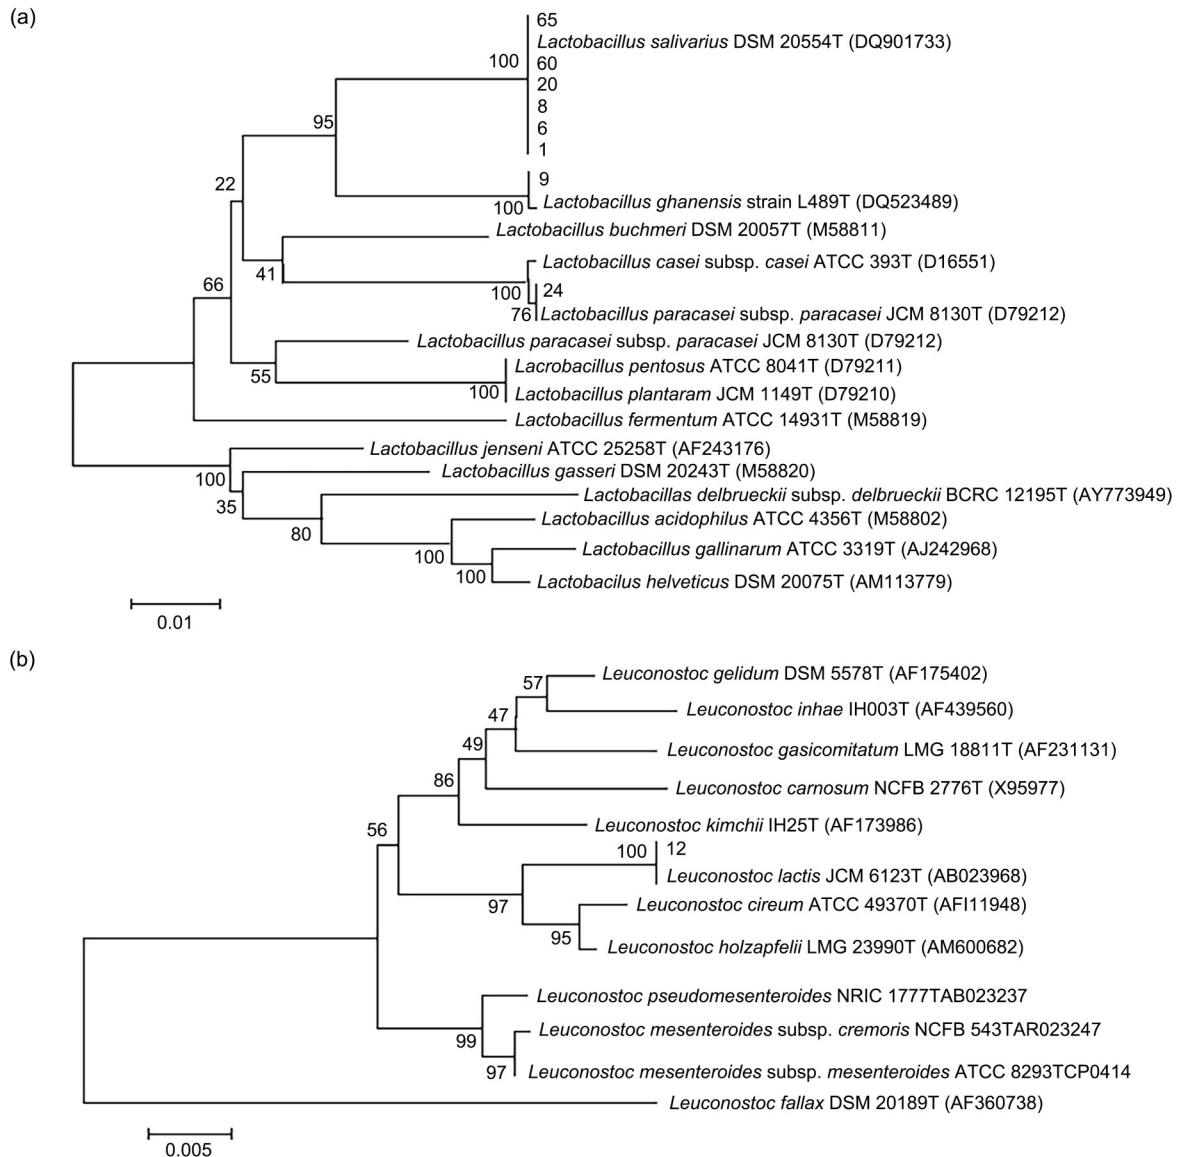 (a)
65
Lactobacillus salivarius DSM 20554T (DQ901733)
100
60
20
8
6
1
95
9
22
Lactobacillus ghanensis strain L489T (DQ523489)
100
Lactobacillus buchmeri DSM 20057T (M58811)
41
Lactobacillus casei subsp. casei ATCC 393T (D16551)
66
100
24
76
Lactobacillus paracasei subsp. paracasei JCM 8130T (D79212)
Lactobacillus paracasei subsp. paracasei JCM 8130T (D79212)
Lacrobacillus pentosus ATCC 8041T (D79211)
55
100
Lactobacillus plantaram JCM 1149T (D79210)
Lactobacillus fermentum ATCC 14931T (M58819)
Lactobacillus jenseni ATCC 25258T (AF243176)
100
Lactobacillus gasseri DSM 20243T (M58820)
35
Lactobacillas delbrueckii subsp. delbrueckii BCRC 12195T (AY773949)
80
Lactobacillus acidophilus ATCC 4356T (M58802)
100
Lactobacillus gallinarum ATCC 3319T (AJ242968)
100
Lactobacilus helveticus DSM 20075T (AM113779)
0.01
(b)
57
Leuconostoc gelidum DSM 5578T (AF175402)
47
Leuconostoc inhae IH003T (AF439560)
49
Leuconostoc gasicomitatum LMG 18811T (AF231131)
86
Leuconostoc carnosum NCFB 2776T (X95977)
56
Leuconostoc kimchii IH25T (AF173986)
100
12
Leuconostoc lactis JCM 6123T (AB023968)
97
Leuconostoc cireum ATCC 49370T (AFI11948)
95
Leuconostoc holzapfelii LMG 23990T (AM600682)
Leuconostoc pseudomesenteroides NRIC 1777TAB023237
99
Leuconostoc mesenteroides subsp. cremoris NCFB 543TAR023247
97
Leuconostoc mesenteroides subsp. mesenteroides ATCC 8293TCP0414
Leuconostoc fallax DSM 20189T (AF360738)
0.005